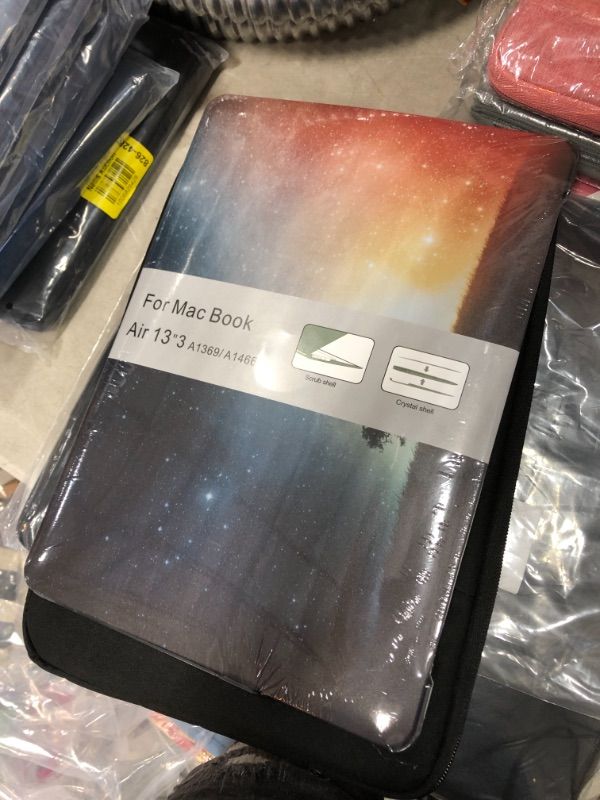 For Mac Book
Air 13"3 A1369/A1466
Scrub shell
Crystal shell